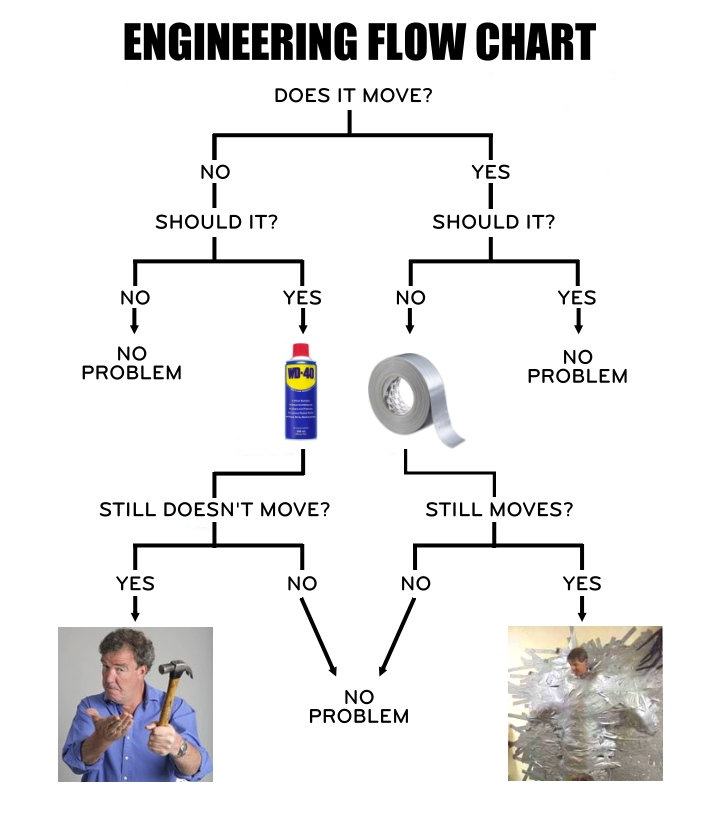 ENGINEERING FLOW CHART
DOES IT MOVE?
NO
YES
SHOULD IT?
SHOULD IT?
NO
YES
NO
YES
NO
PROBLEM
WD-40
NO
PROBLEM
STILL DOESN'T MOVE?
STILL MOVES?
YES
NO
NO
YES
NO
PROBLEM